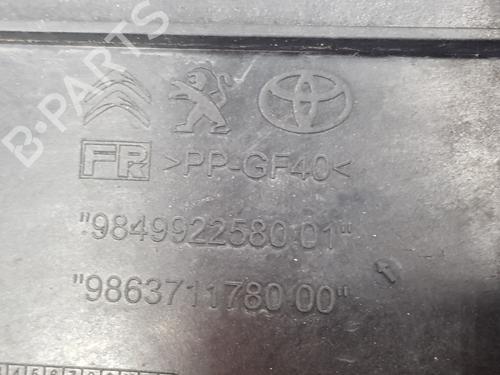 FR >PP-GF40<
"9849922580 01"
"9863711780 00"
B-PARTS